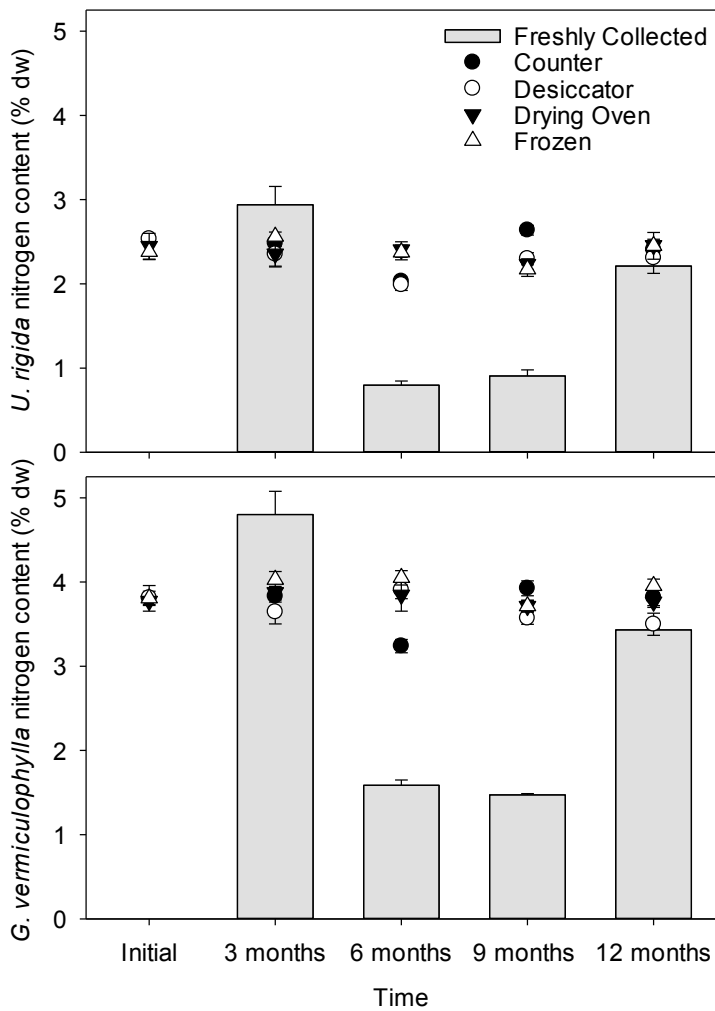 5
4
3
2
1
0
U. rigida nitrogen content (% dw)
Freshly Collected
Counter
Desiccator
Drying Oven
Frozen
5
4
3
2
1
0
G. vermiculophylla nitrogen content (% dw)
Initial 3 months 6 months 9 months 12 months
Time